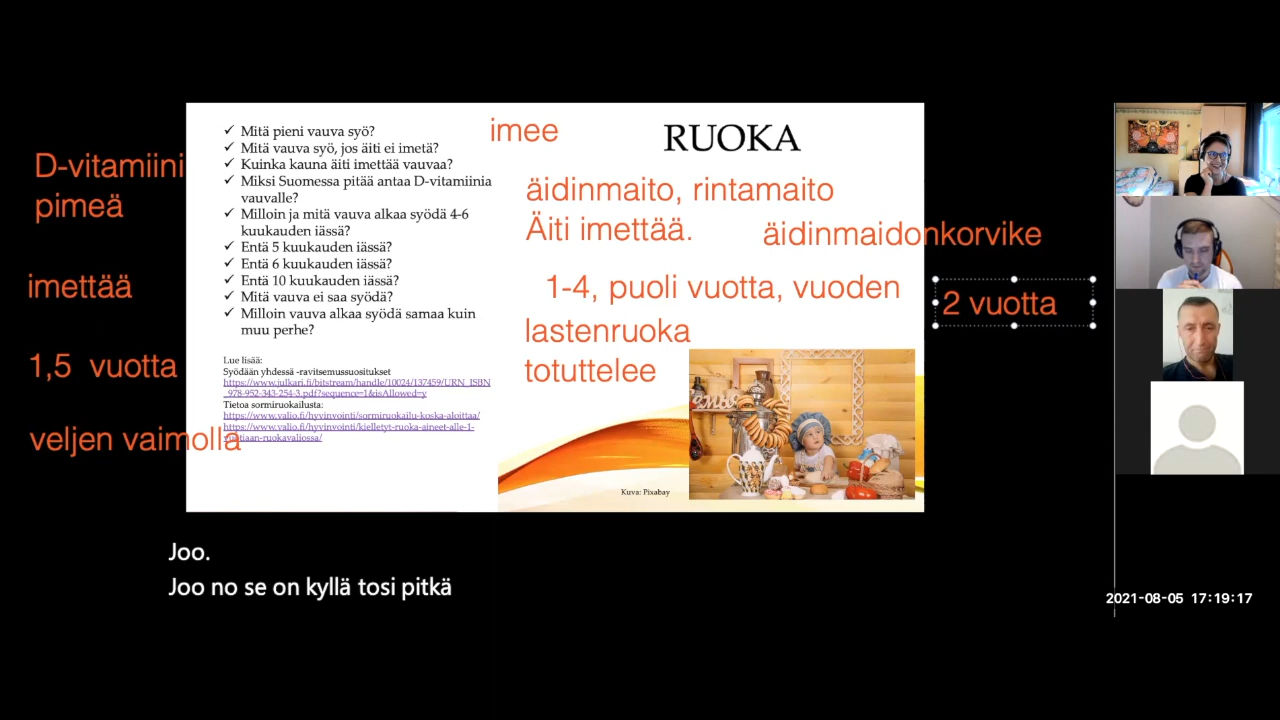 D-vitamiini
pimeä
imettää
1,5 vuotta
veljen vaimolla
✓ Mitä pieni vauva syö?
✓ Mitä vauva syö, jos äiti ei imetä?
✓ Kuinka kauna äiti imettää vauvaa?
✓ Miksi Suomessa pitää antaa D-vitamiinia
vauvalle?
✓ Milloin ja mitä vauva alkaa syödä 4-6
kuukauden iässä?
✓ Entä 5 kuukauden iässä?
✓ Entä 6 kuukauden iässä?
✓ Entä 10 kuukauden iässä?
✓ Mitä vauva ei saa syödä?
✓ Milloin vauva alkaa syödä samaa kuin
muu perhe?
Lue lisää:
Syödään yhdessä -ravitsemussuositukset
https://www.julkari.fi/bitstream/handle/10024/137459/URN_ISBN
_978-952-343-254-3.pdf?sequence=1&isAllowed=y
Tietoa sormiruokailusta:
https://www.valio.fi/hyvinvointi/sormiruokailu-koska-aloittaa/
https://www.valio.fi/hyvinvointi/kielletyt-ruoka-aineet-alle-1-
vuotiaan-ruokavaliossa/
imee
RUOKA
äidinmaito, rintamaito
Äiti imettää.
äidinmaidonkorvike
1-4, puoli vuotta, vuoden
2 vuotta
lastenruoka
totuttelee
Kuva: Pixabay
Joo.
Joo no se on kyllä tosi pitkä
2021-08-05 17:19:17